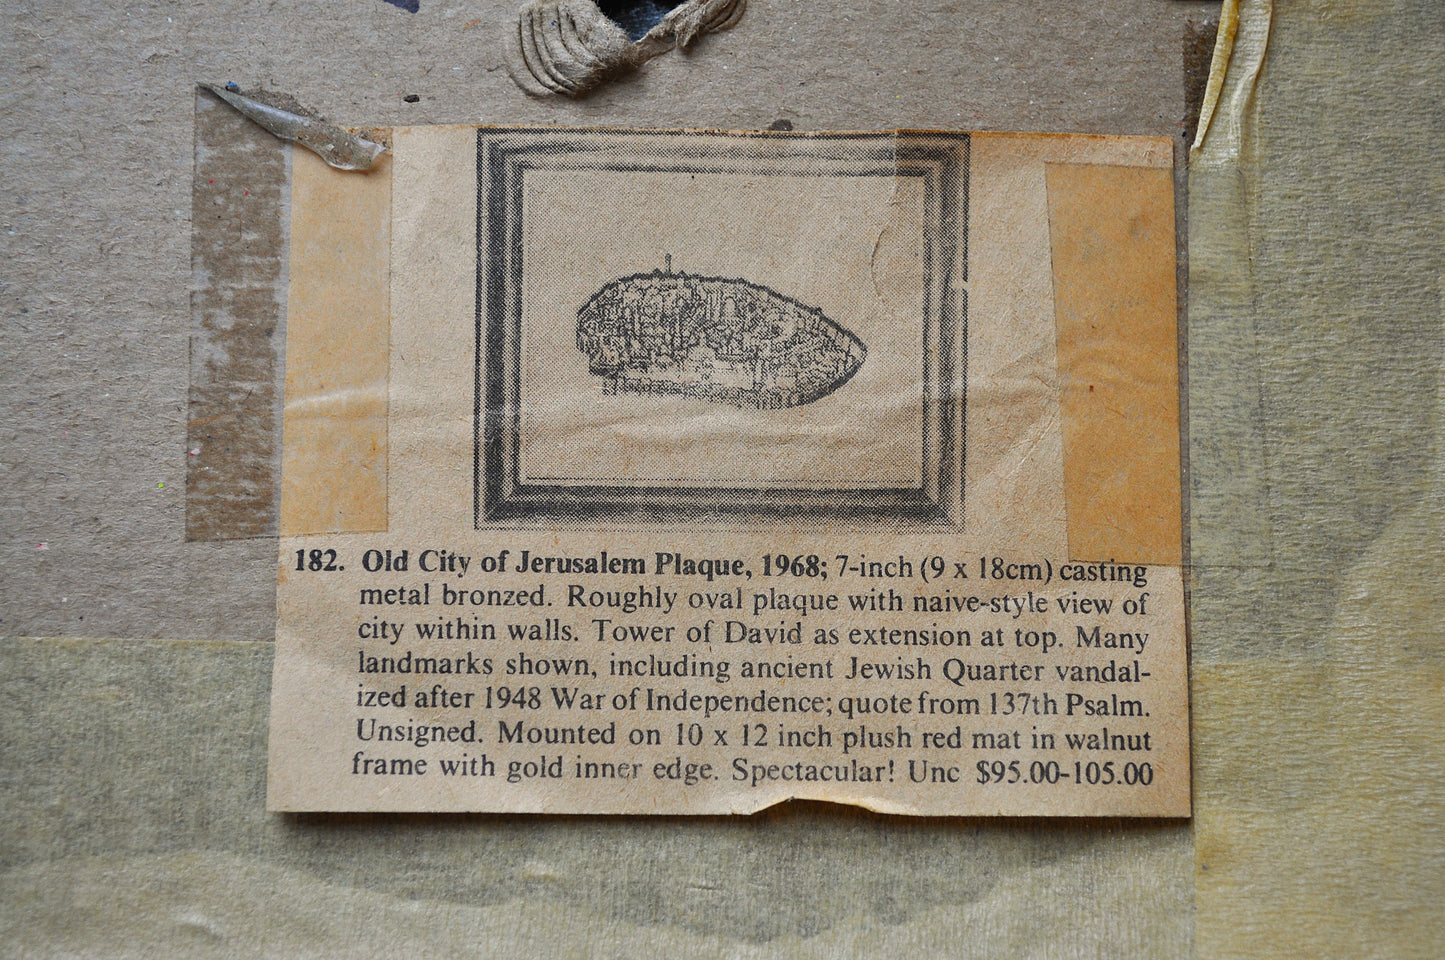 182. Old City of Jerusalem Plaque, 1968; 7-inch (9 x 18cm) casting
metal bronzed. Roughly oval plaque with naive-style view of
city within walls. Tower of David as extension at top. Many
landmarks shown, including ancient Jewish Quarter vandal-
ized after 1948 War of Independence; quote from 137th Psalm.
Unsigned. Mounted on 10 x 12 inch plush red mat in walnut
frame with gold inner edge. Spectacular! Unc $95.00-105.00